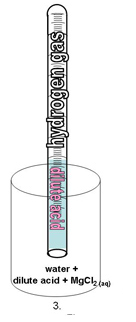 hydrogen gas
dilute acid
water +
dilute acid + MgCl2 (aq)
3.